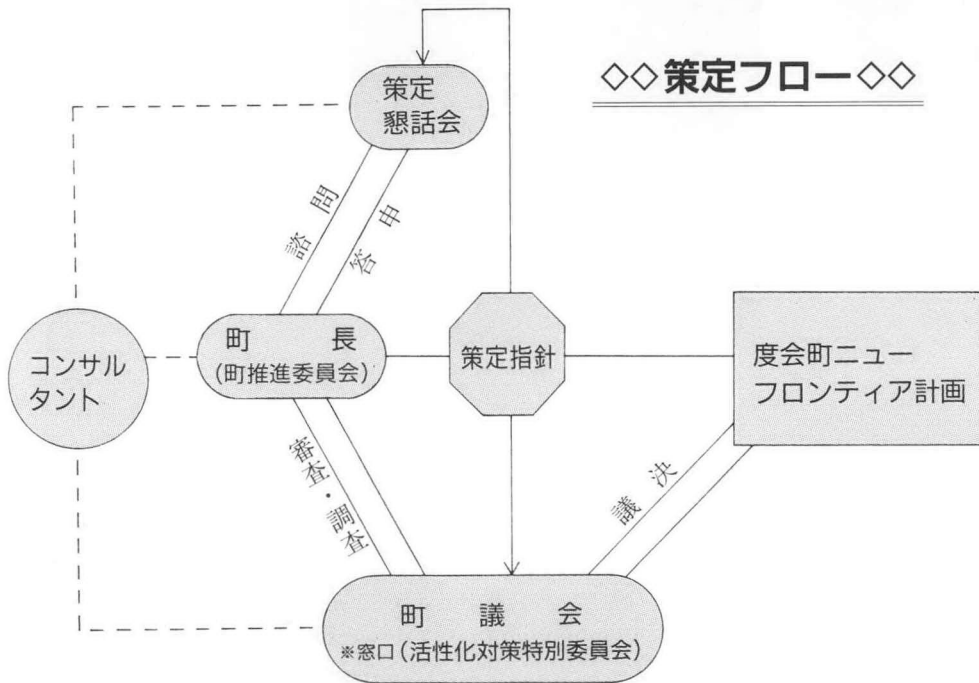 ◇◇策定フロー◇◇
策定
懇話会
諮問
答申
コンサル
タント
町長
(町推進委員会)
策定指針
度会町ニュー
フロンティア計画
審査・調査
議決
町議会
※窓口(活性化対策特別委員会)